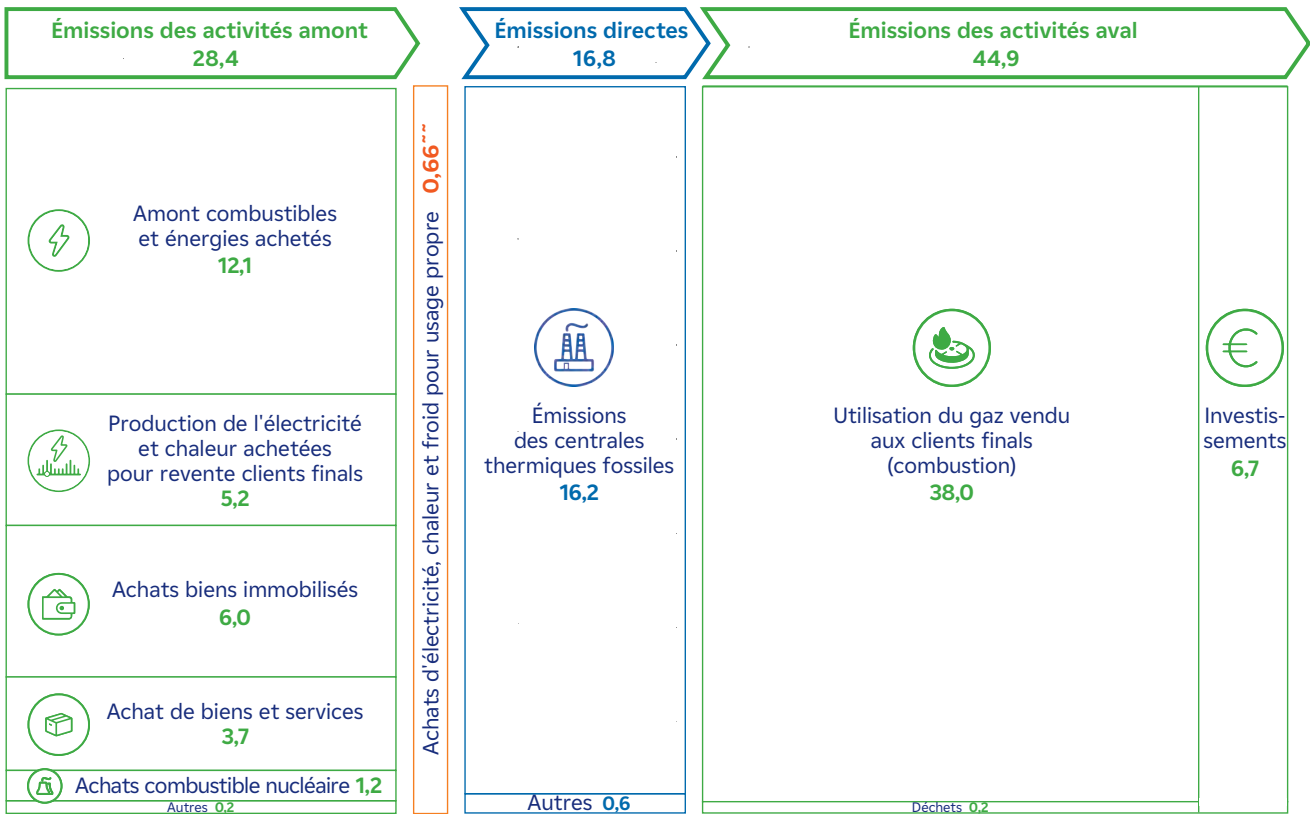 Émissions des activités amont
28,4
Amont combustibles
et énergies achetés
12,1
Production de l'électricité
et chaleur achetées
pour revente clients finals
5,2
Achats biens immobilisés
6,0
Achat de biens et services
3,7
Achats combustible nucléaire 1,2
Autres 0,2
Achats d'électricité, chaleur et froid pour usage propre 0,66˜˜
Émissions directes
16,8
Émissions
des centrales
thermiques fossiles
16,2
Autres 0,6
Émissions des activités aval
44,9
Utilisation du gaz vendu
aux clients finals
(combustion)
38,0
Déchets 0,2
Investis-
sements
6,7